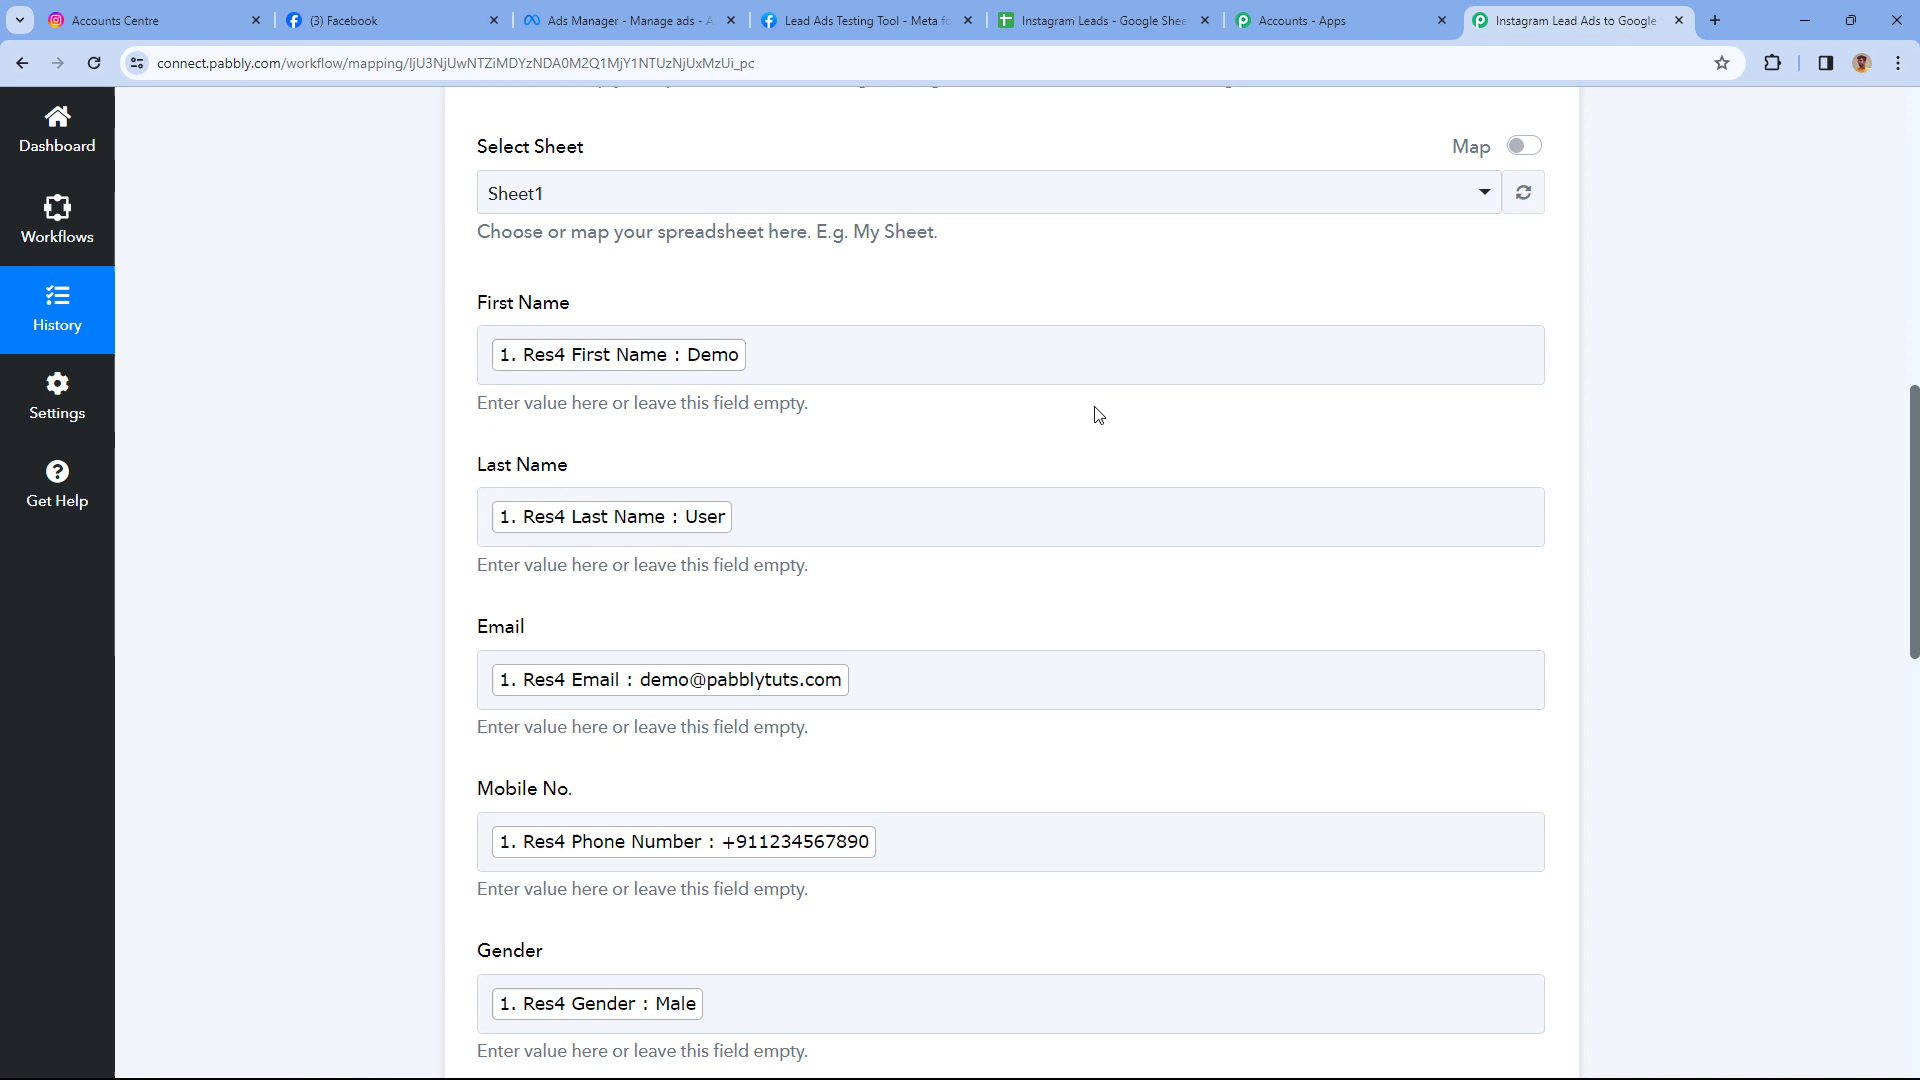 Accounts Centre
(3) Facebook
Ads Manager - Manage ads - A
Lead Ads Testing Tool - Meta fo
Instagram Leads - Google Shee
Accounts - Apps
Instagram Lead Ads to Google
connect.pabbly.com/workflow/mapping/IjU3NjUwNTZiMDYzNDA0M2Q1MjY1NTUzNjUxMzUi_pc
Dashboard
Workflows
History
Settings
Get Help
Select Sheet
Map
Sheet1
Choose or map your spreadsheet here. E.g. My Sheet.
First Name
1. Res4 First Name : Demo
Enter value here or leave this field empty.
Last Name
1. Res4 Last Name : User
Enter value here or leave this field empty.
Email
1. Res4 Email : demo@pabblytuts.com
Enter value here or leave this field empty.
Mobile No.
1. Res4 Phone Number : +911234567890
Enter value here or leave this field empty.
Gender
1. Res4 Gender : Male
Enter value here or leave this field empty.